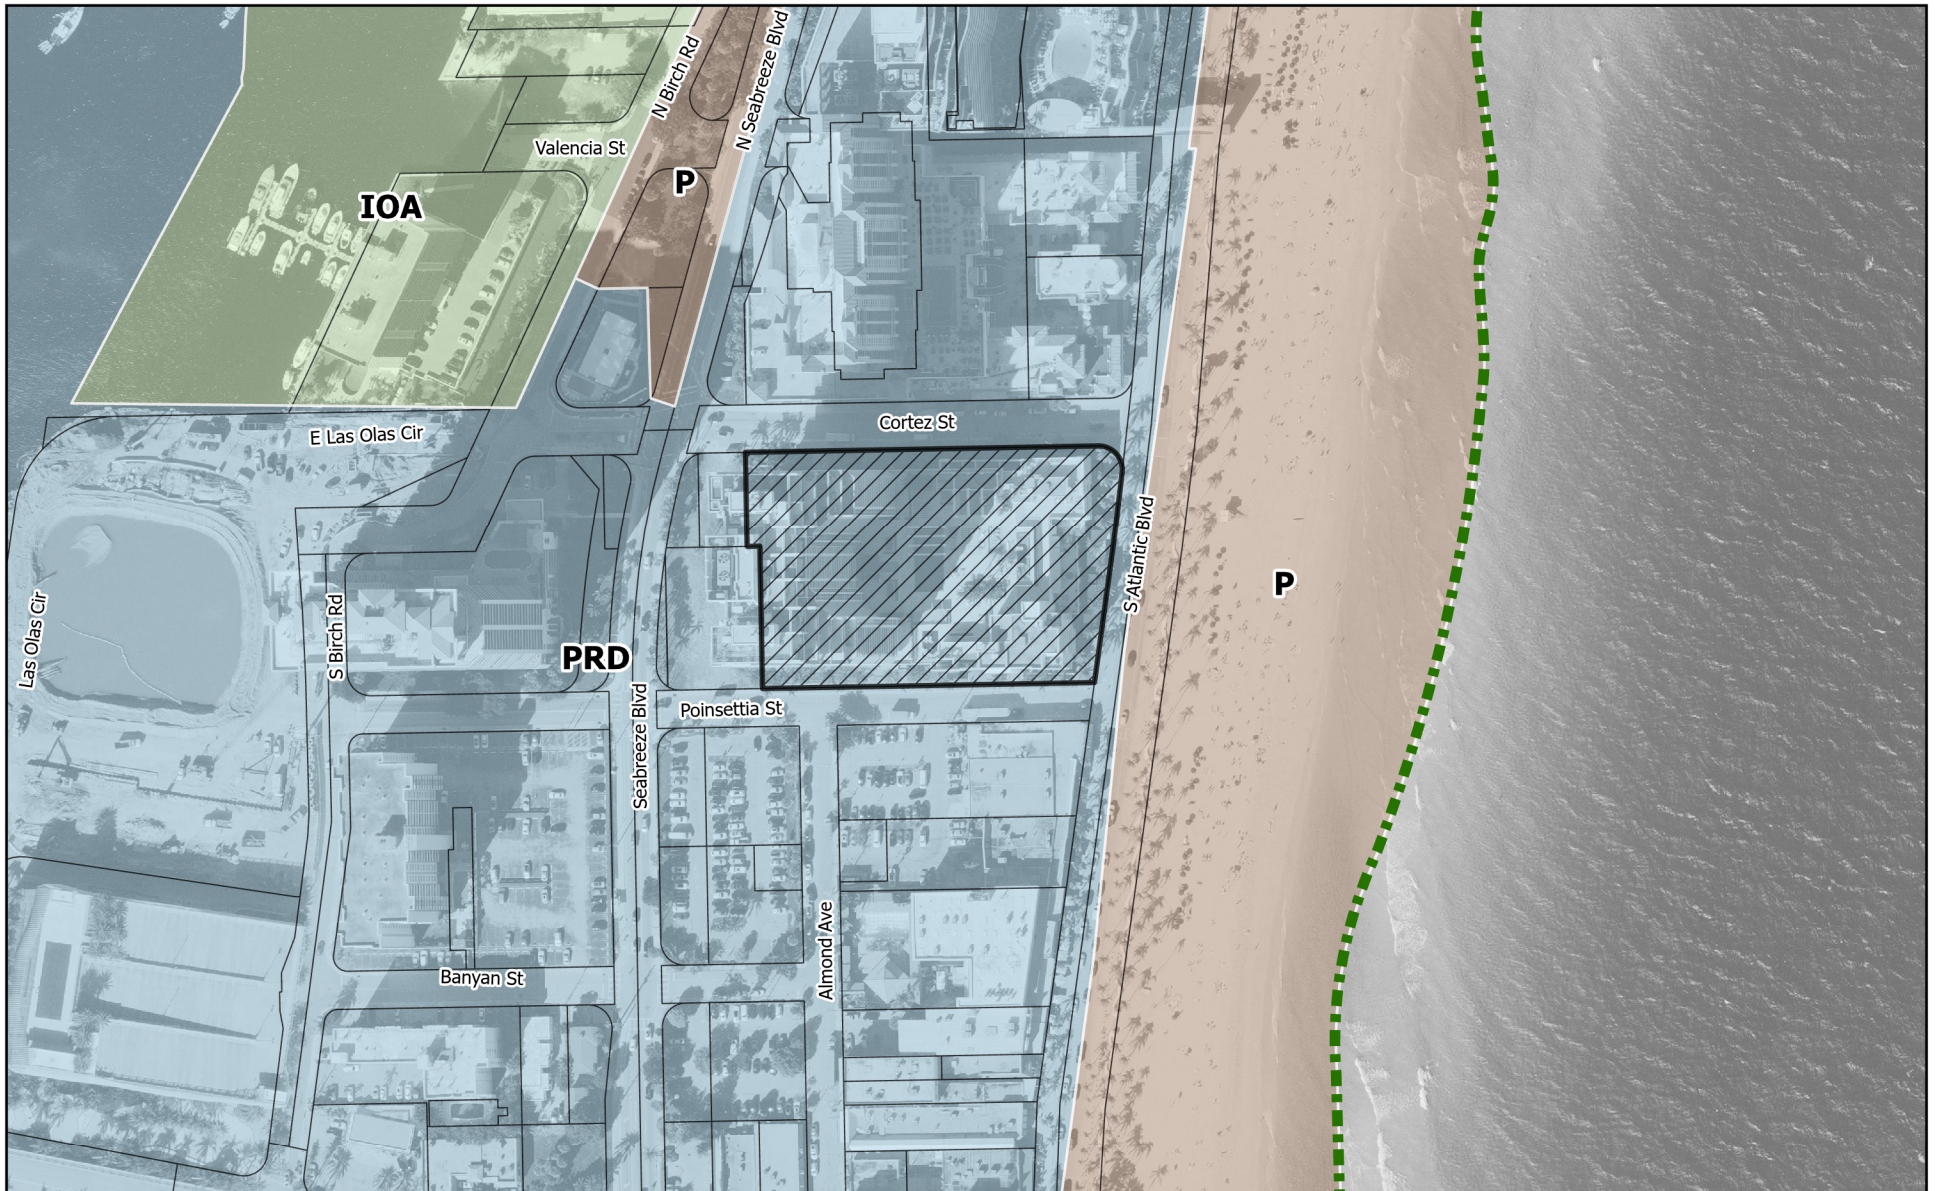 N Birch Rd
N Seabreeze Blvd
Valencia St
P
IOA
Cortez St
E Las Olas Cir
S Atlantic Blvd
P
Las Olas Cir
S Birch Rd
PRD
Seabreeze Blvd
Poinsettia St
Almond Ave
Banyan St